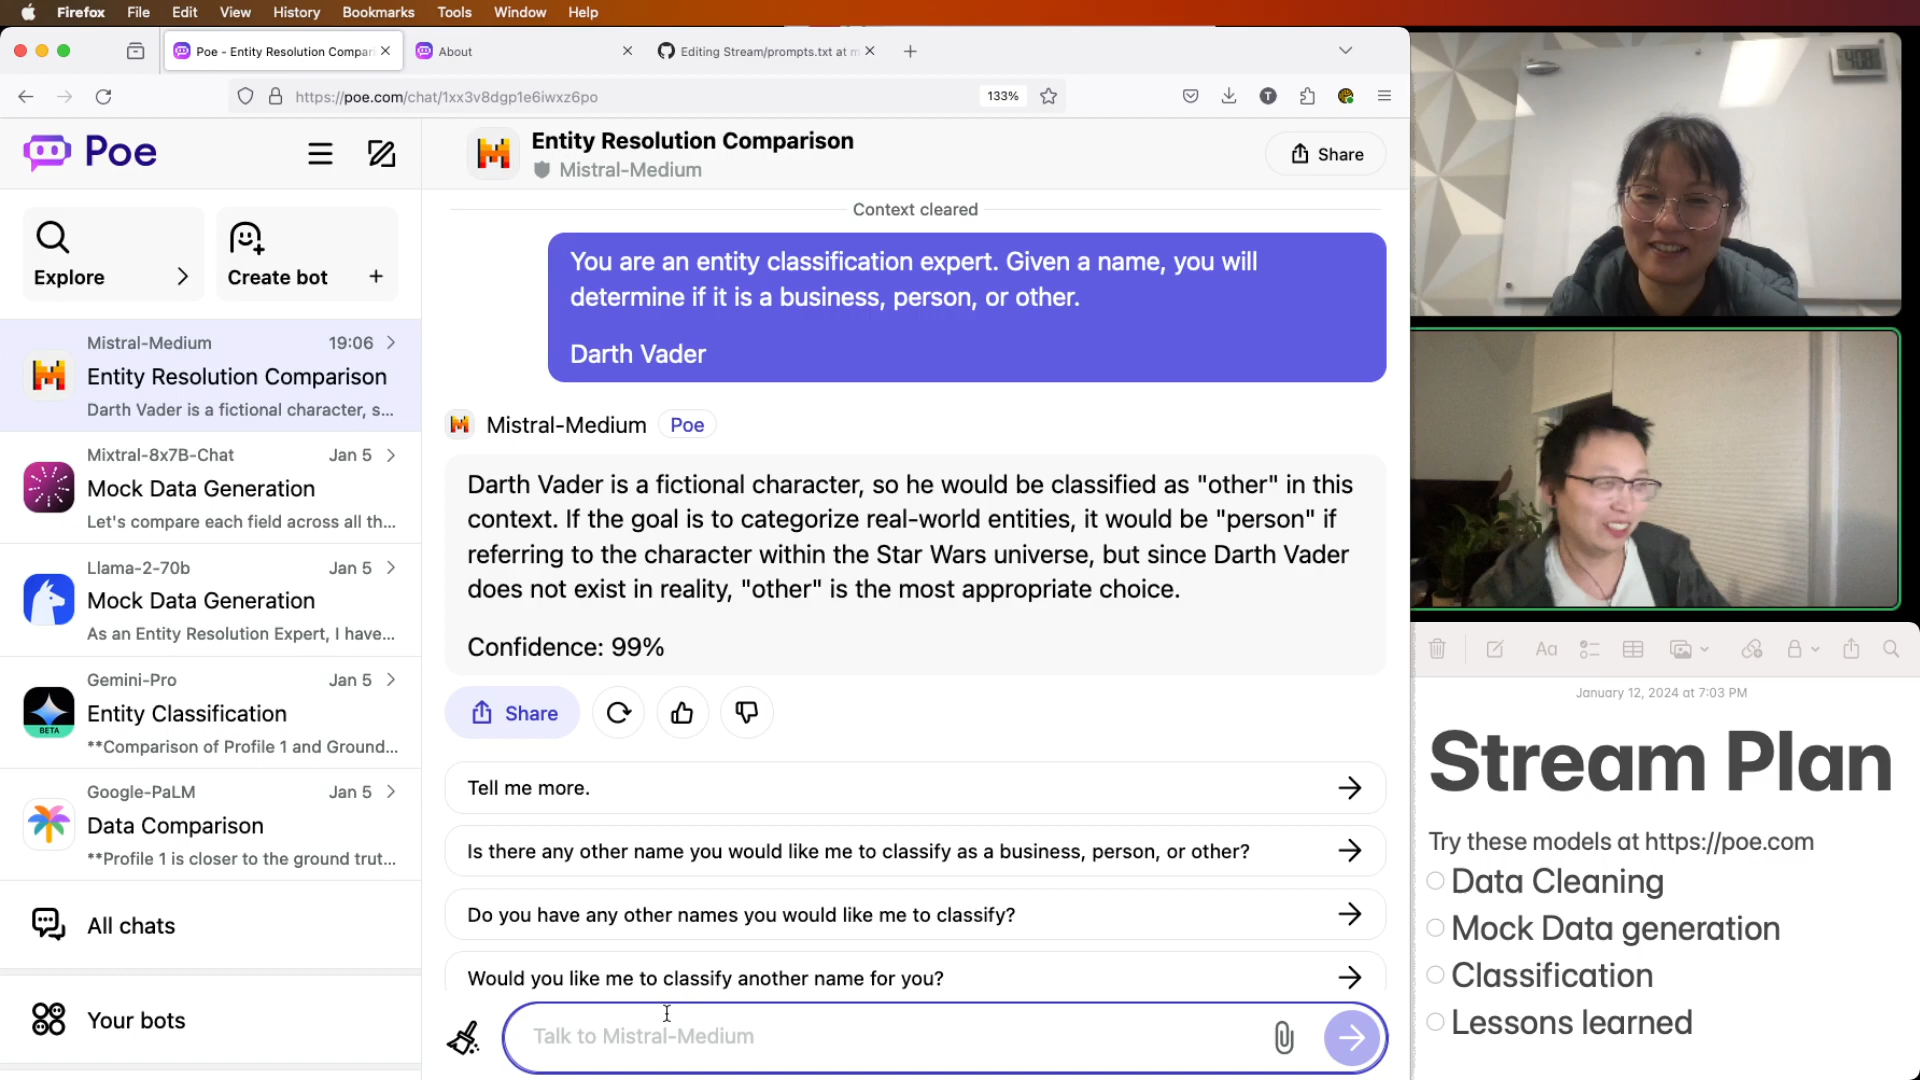 Firefox File Edit View History Bookmarks Tools Window Help
Poe - Entity Resolution Compar
About
Editing Stream/prompts.txt at m
https://poe.com/chat/1xx3v8dgp1e6iwxz6po
133%
Poe
Explore
Create bot +
Mistral-Medium 19:06
Entity Resolution Comparison
Darth Vader is a fictional character, s...
Mixtral-8x7B-Chat Jan 5
Mock Data Generation
Let's compare each field across all th...
Llama-2-70b Jan 5
Mock Data Generation
As an Entity Resolution Expert, I have...
Gemini-Pro Jan 5
Entity Classification
BETA
**Comparison of Profile 1 and Ground...
Google-PaLM Jan 5
Data Comparison
**Profile 1 is closer to the ground trut...
All chats
Your bots
Entity Resolution Comparison
Mistral-Medium
Share
Context cleared
You are an entity classification expert. Given a name, you will
determine if it is a business, person, or other.
Darth Vader
Mistral-Medium Poe
Darth Vader is a fictional character, so he would be classified as "other" in this
context. If the goal is to categorize real-world entities, it would be "person" if
referring to the character within the Star Wars universe, but since Darth Vader
does not exist in reality, "other" is the most appropriate choice.
Confidence: 99%
Share
Tell me more.
Is there any other name you would like me to classify as a business, person, or other?
Do you have any other names you would like me to classify?
Would you like me to classify another name for you?
Talk to Mistral-Medium
Aa
January 12, 2024 at 7:03 PM
Stream Plan
Try these models at https://poe.com
Data Cleaning
Mock Data generation
Classification
Lessons learned